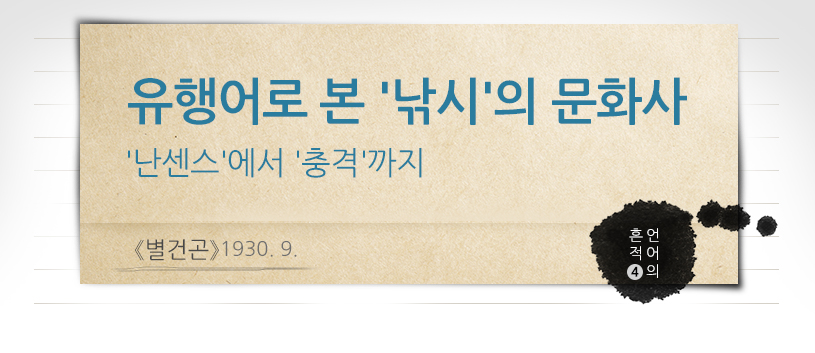 유행어로 본 '낚시'의 문화사
'난센스'에서 '충격'까지
《별건곤》1930. 9.
언어의
흔적 4